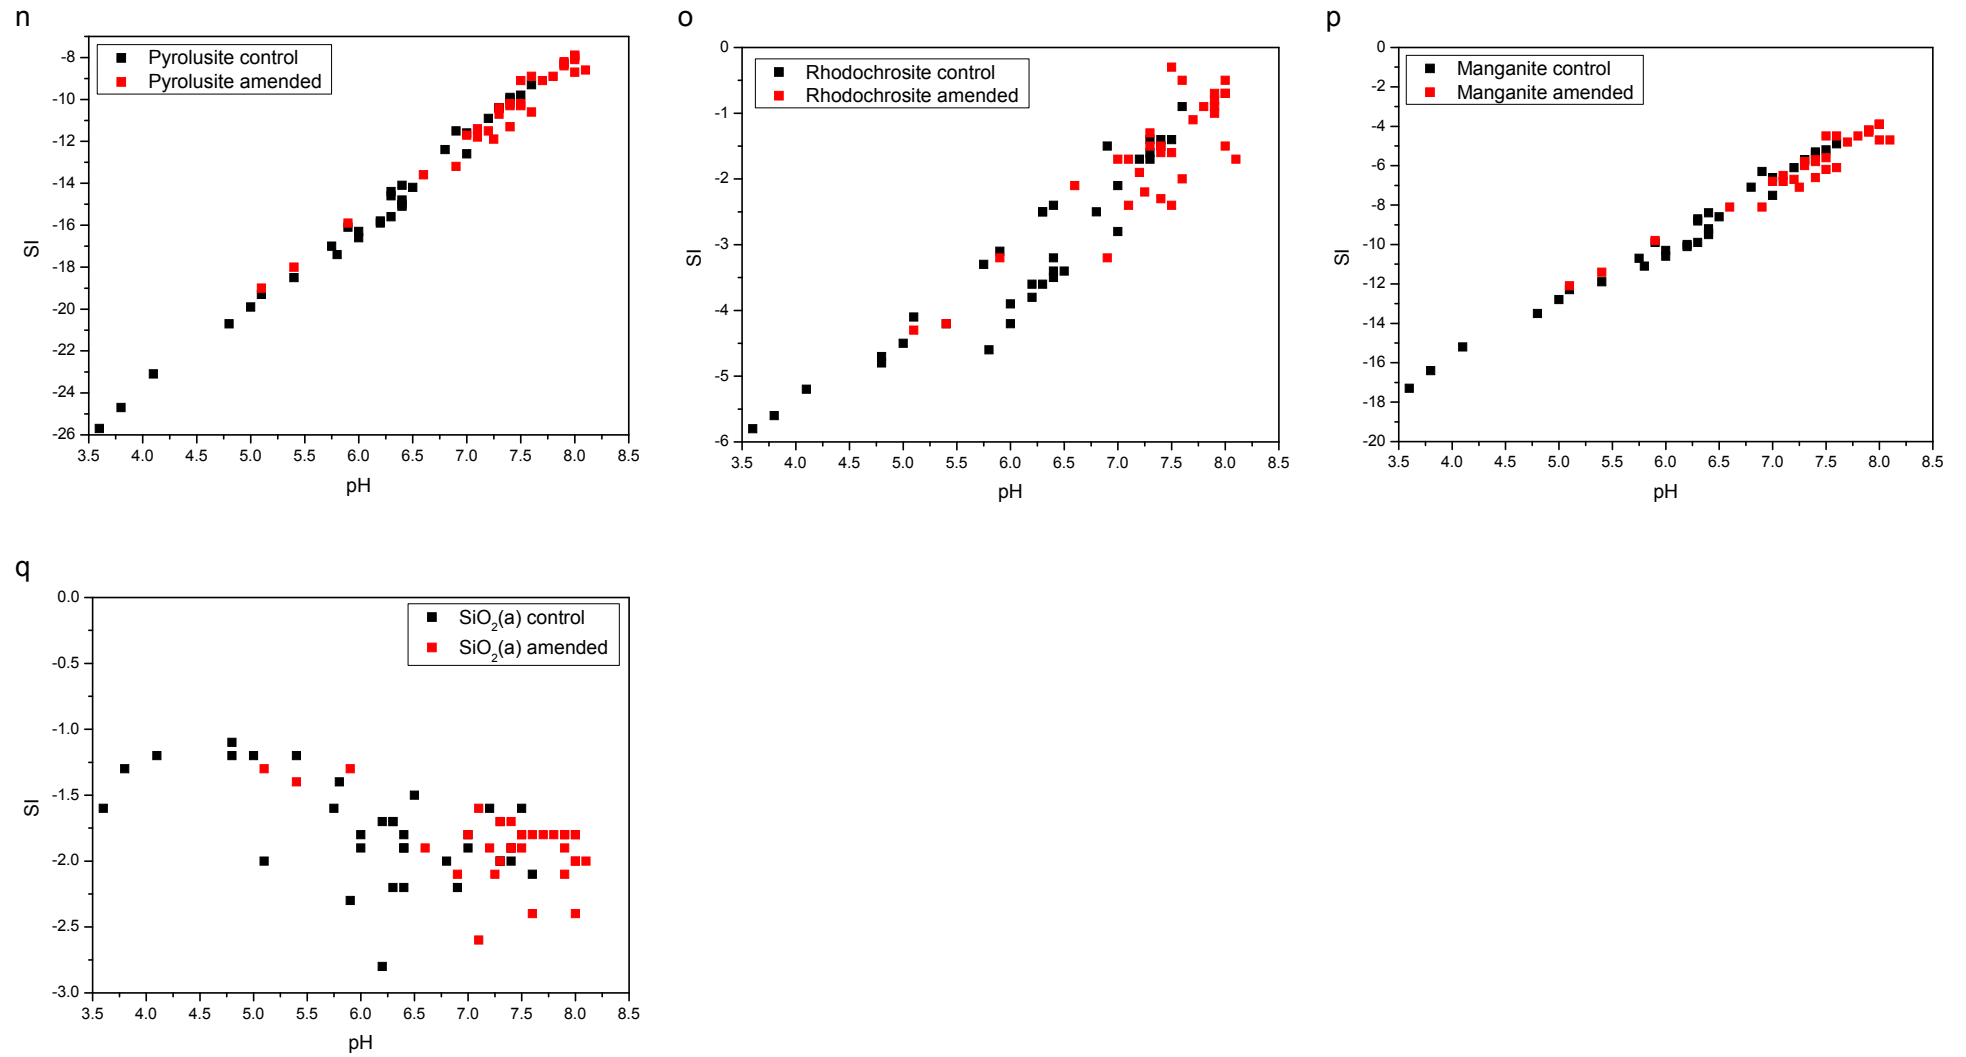 n
Pyrolusite control
Pyrolusite amended
-8
-10
-12
-14
-16
-18
-20
-22
-24
-26
SI
3.5 4.0 4.5 5.0 5.5 6.0 6.5 7.0 7.5 8.0 8.5
pH
o
Rhodochrosite control
Rhodochrosite amended
0
-1
-2
-3
-4
-5
-6
SI
3.5 4.0 4.5 5.0 5.5 6.0 6.5 7.0 7.5 8.0 8.5
pH
p
Manganite control
Manganite amended
0
-2
-4
-6
-8
-10
-12
-14
-16
-18
-20
SI
3.5 4.0 4.5 5.0 5.5 6.0 6.5 7.0 7.5 8.0 8.5
pH
q
SiO2(a) control
SiO2(a) amended
0.0
-0.5
-1.0
-1.5
-2.0
-2.5
-3.0
SI
3.5 4.0 4.5 5.0 5.5 6.0 6.5 7.0 7.5 8.0 8.5
pH